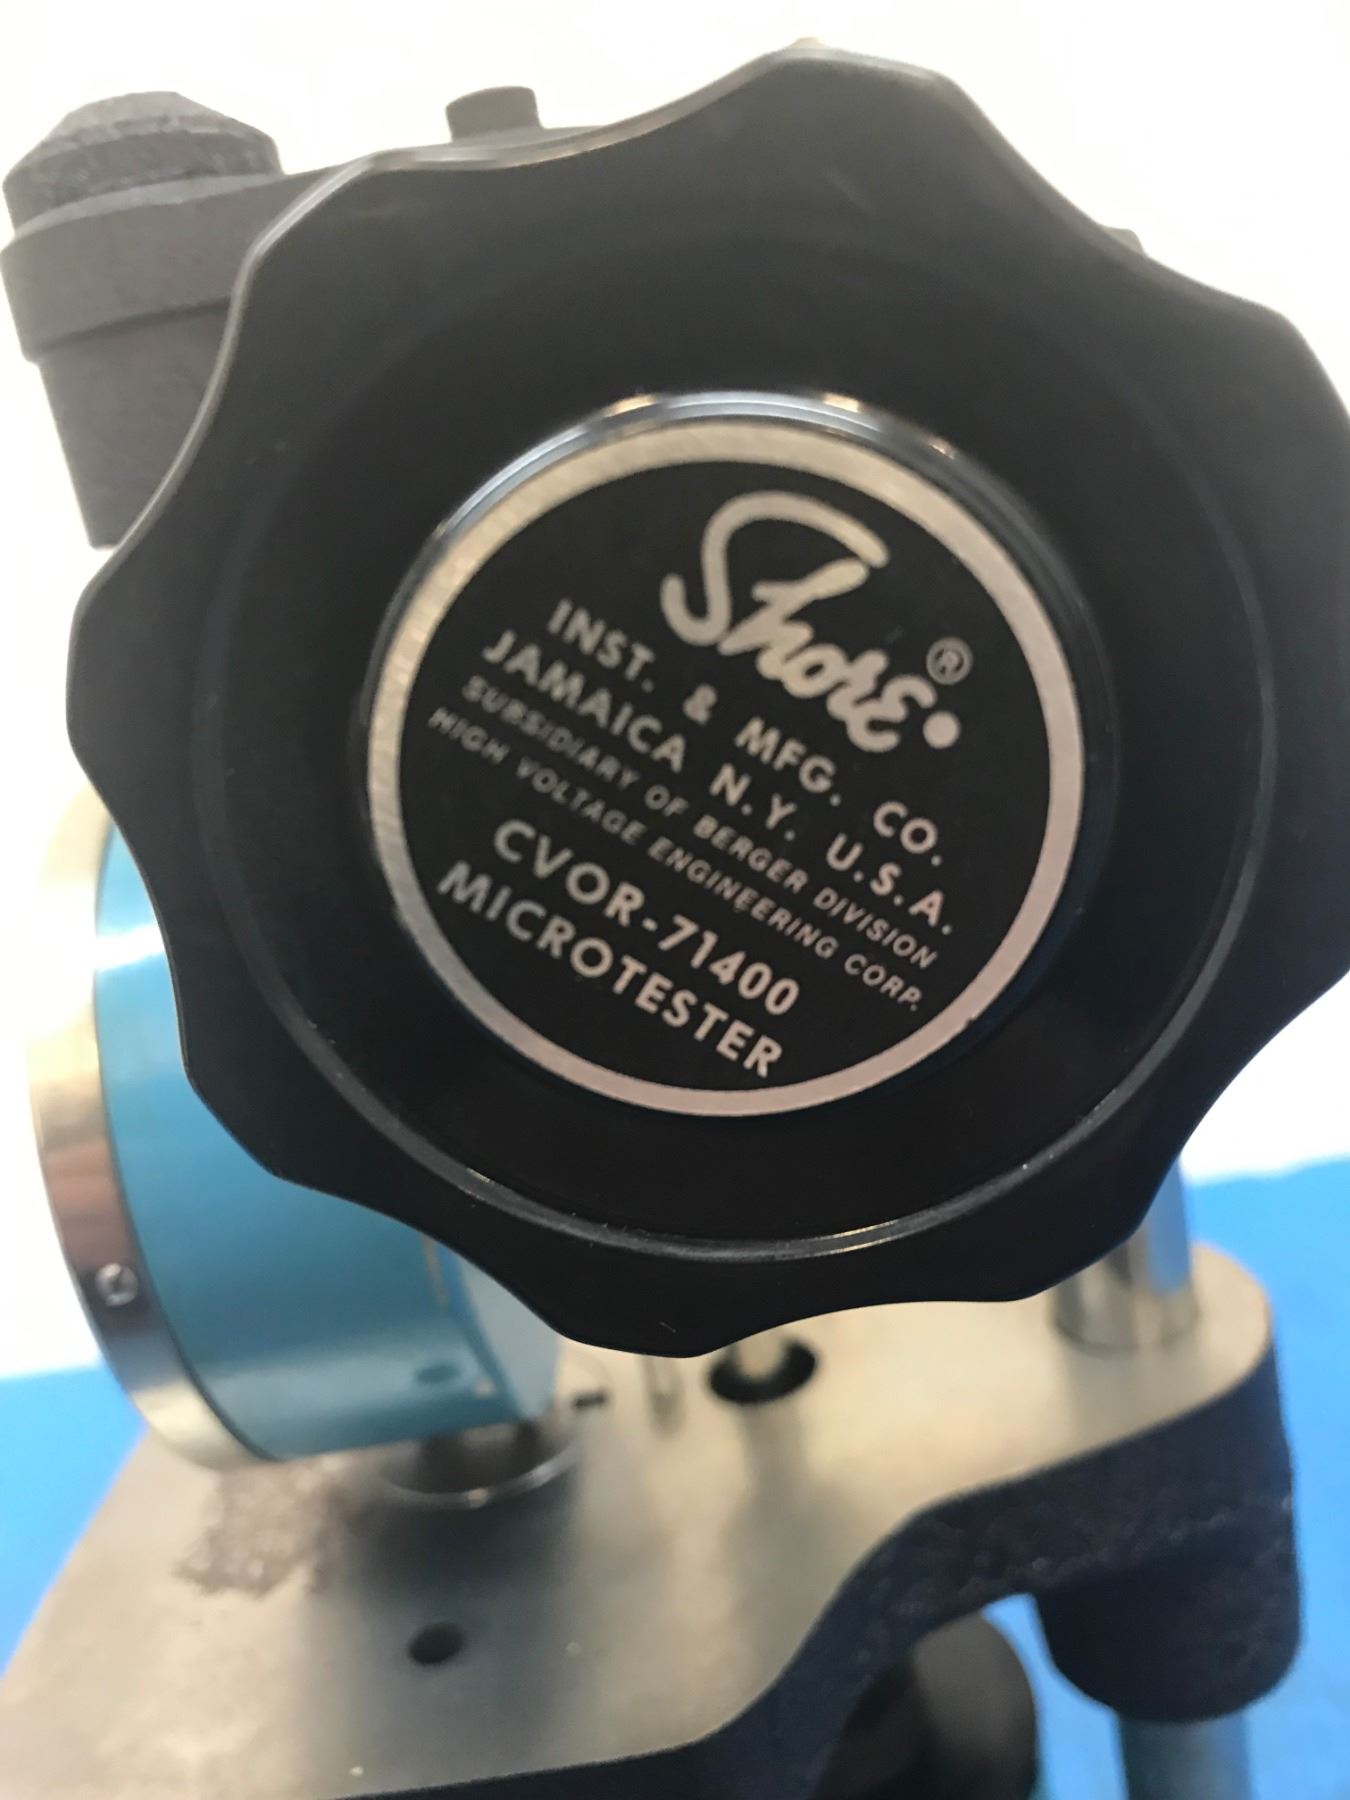 Shore®
INST. & MFG. CO.
JAMAICA N.Y. U.S.A.
SUBSIDIARY OF BERGER DIVISION
HIGH VOLTAGE ENGINEERING CORP.
CVOR-71400
MICROTESTER